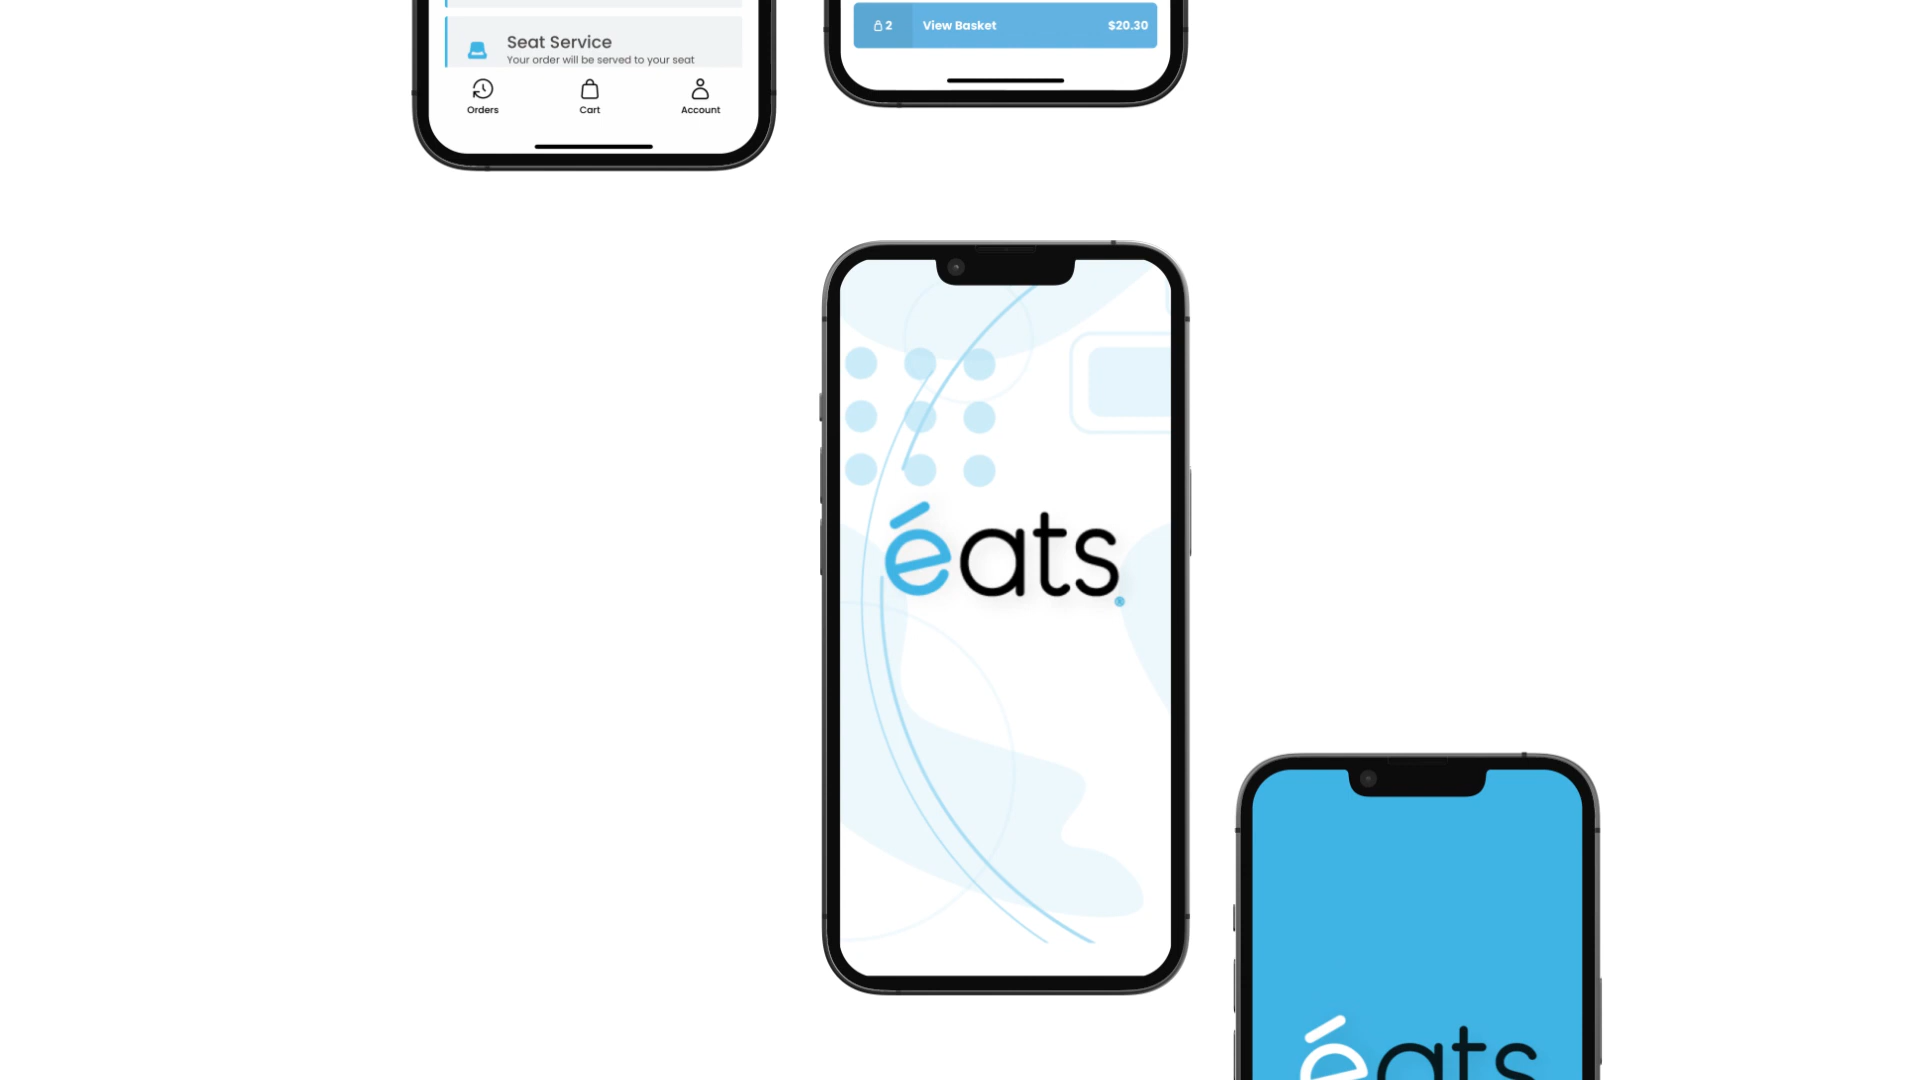 Seat Service
Your order will be served to your seat
Orders Cart Account
2 View Basket $20.30
éats.
éats